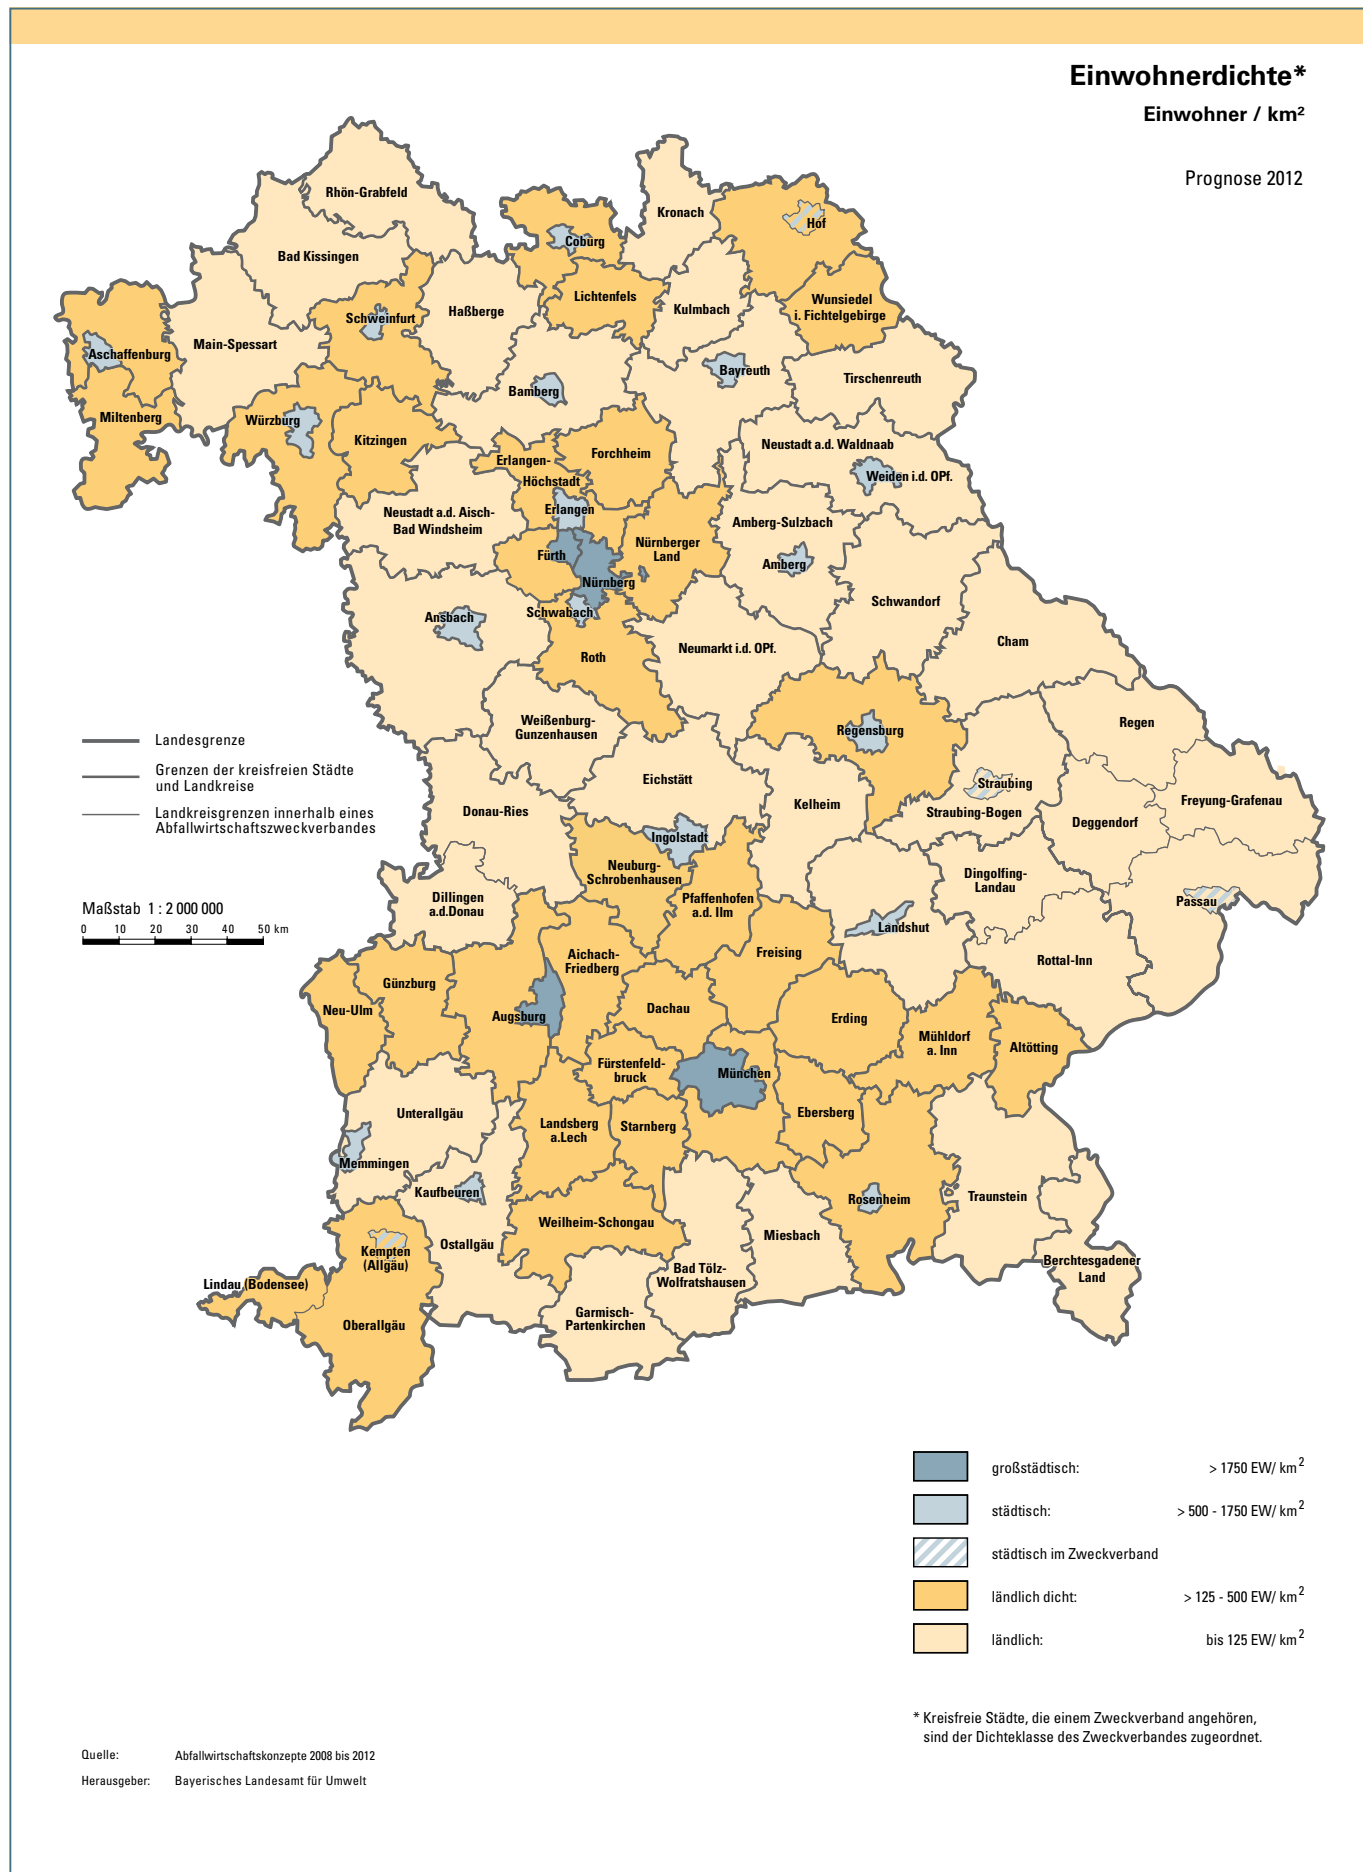 Einwohnerdichte*
Einwohner / km²
Prognose 2012
Rhön-Grabfeld
Kronach
Hof
Coburg
Bad Kissingen
Lichtenfels
Wunsiedel
i. Fichtelgebirge
Kulmbach
Haßberge
Schweinfurt
Main-Spessart
Aschaffenburg
Bayreuth
Tirschenreuth
Bamberg
Miltenberg
Würzburg
Kitzingen
Neustadt a.d. Waldnaab
Forchheim
Erlangen-
Höchstadt
Weiden i.d. OPf.
Erlangen
Neustadt a.d. Aisch-
Bad Windsheim
Amberg-Sulzbach
Nürnberger
Land
Fürth
Amberg
Nürnberg
Schwandorf
Schwabach
Ansbach
Cham
Neumarkt i.d. OPf.
Roth
Weißenburg-
Gunzenhausen
Regen
Regensburg
Landesgrenze
Grenzen der kreisfreien Städte
und Landkreise
Landkreisgrenzen innerhalb eines
Abfallwirtschaftszweckverbandes
Eichstätt
Straubing
Kelheim
Freyung-Grafenau
Donau-Ries
Straubing-Bogen
Deggendorf
Ingolstadt
Neuburg-
Schrobenhausen
Dingolfing-
Landau
Dillingen
a.d.Donau
Pfaffenhofen
a.d. Ilm
Passau
Maßstab 1 : 2 000 000
0 10 20 30 40 50 km
Landshut
Aichach-
Friedberg
Freising
Rottal-Inn
Günzburg
Neu-Ulm
Augsburg
Dachau
Erding
Mühldorf
a. Inn
Altötting
Fürstenfeld-
bruck
München
Unterallgäu
Landsberg
a.Lech
Starnberg
Ebersberg
Memmingen
Kaufbeuren
Rosenheim
Traunstein
Weilheim-Schongau
Miesbach
Ostallgäu
Kempten
(Allgäu)
Bad Tölz-
Wolfratshausen
Berchtesgadener
Land
Lindau (Bodensee)
Oberallgäu
Garmisch-
Partenkirchen
großstädtisch: > 1750 EW/ km²
städtisch: > 500 - 1750 EW/ km²
städtisch im Zweckverband
ländlich dicht: > 125 - 500 EW/ km²
ländlich: bis 125 EW/ km²
* Kreisfreie Städte, die einem Zweckverband angehören,
sind der Dichteklasse des Zweckverbandes zugeordnet.
Quelle: Abfallwirtschaftskonzepte 2008 bis 2012
Herausgeber: Bayerisches Landesamt für Umwelt